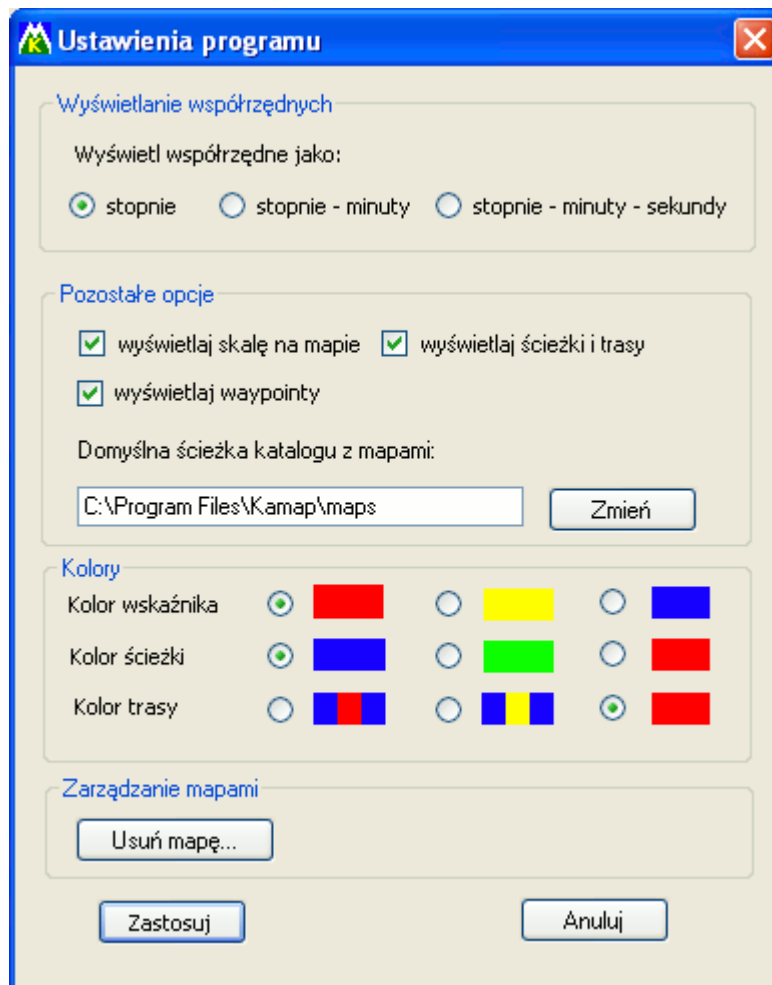 Ustawienia programu
Wyświetlanie współrzędnych
Wyświetl współrzędne jako:
stopnie stopnie - minuty stopnie - minuty - sekundy
Pozostałe opcje
wyświetlaj skalę na mapie wyświetlaj ścieżki i trasy
wyświetlaj waypointy
Domyślna ścieżka katalogu z mapami:
C:\Program Files\Kamap\maps Zmień
Kolory
Kolor wskaźnika
Kolor ścieżki
Kolor trasy
Zarządzanie mapami
Usuń mapę...
Zastosuj Anuluj